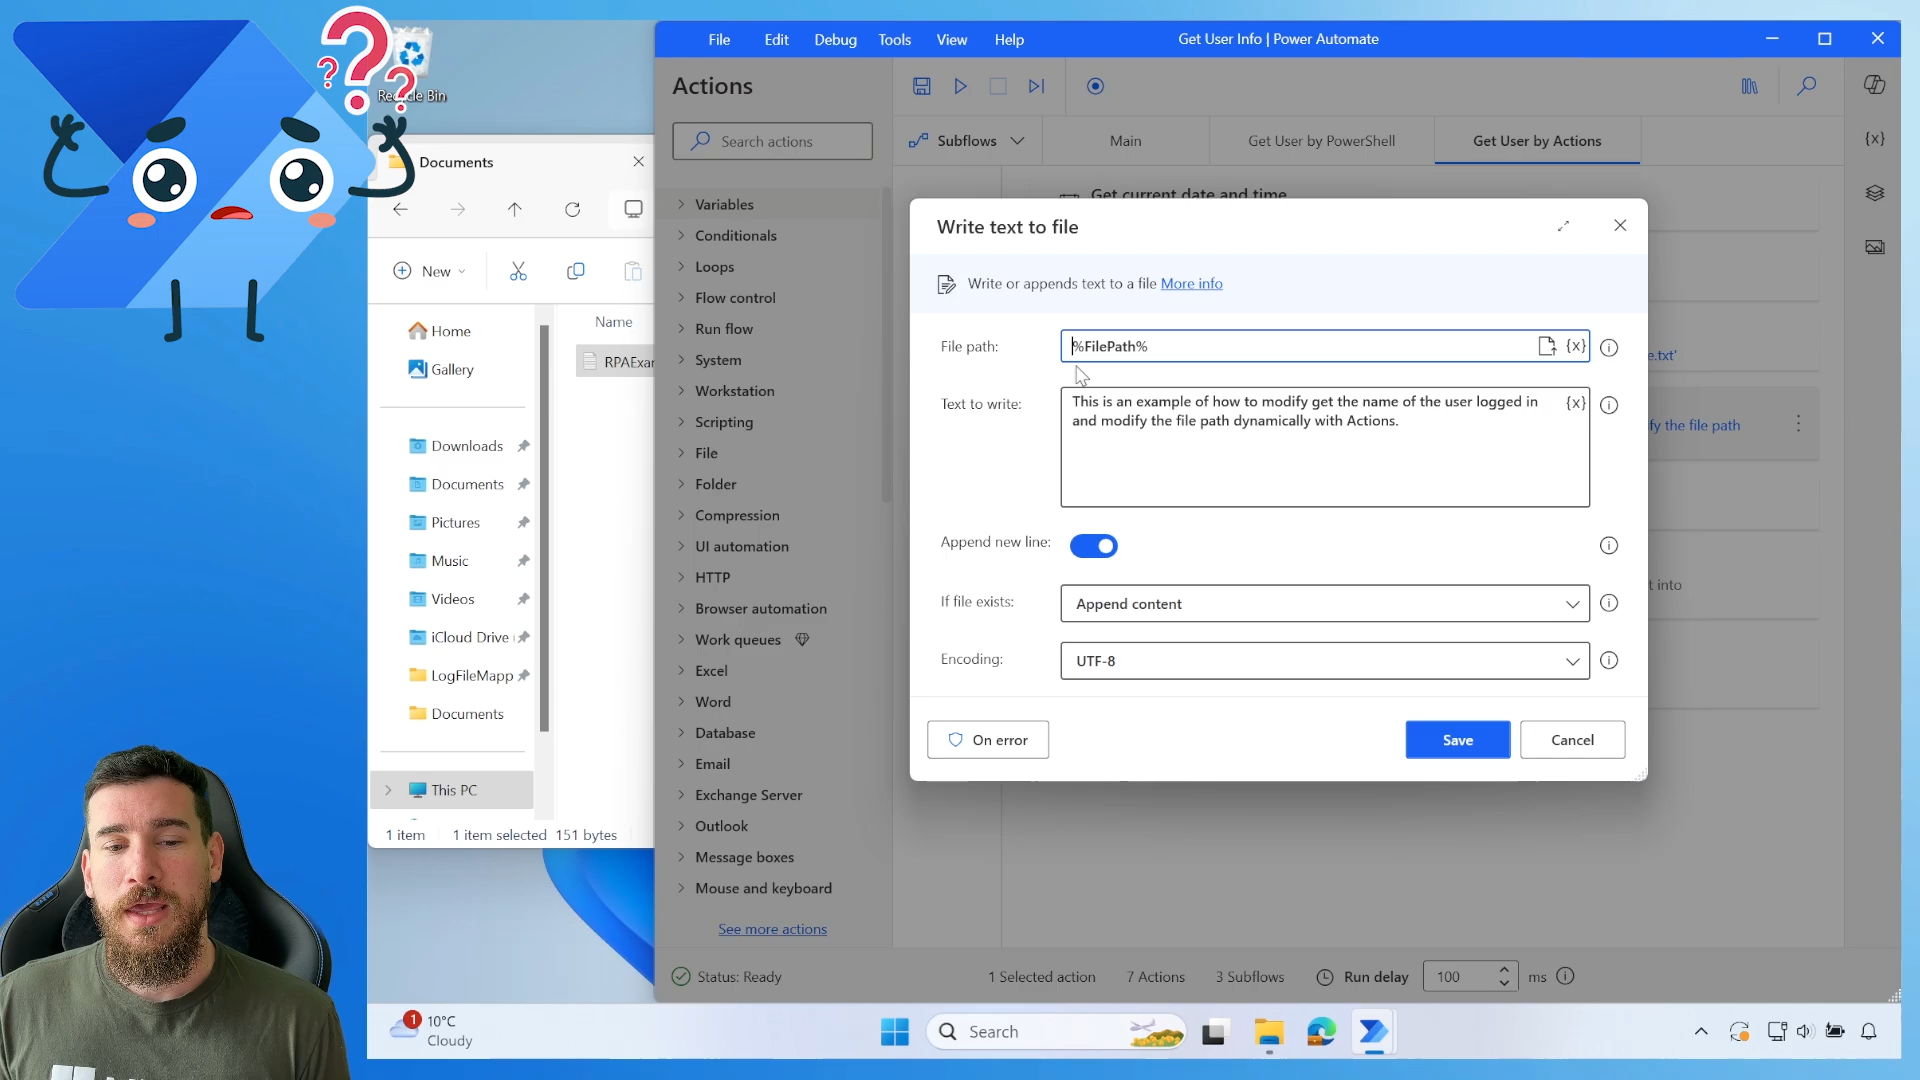 Recycle Bin
File
Edit
Debug
Tools
View
Help
Get User Info | Power Automate
Documents
Actions
Search actions
Subflows
Main
Get User by PowerShell
Get User by Actions
{x}
New
Name
RPAExar
Home
Gallery
Downloads
Documents
Pictures
Music
Videos
iCloud Drive
LogFileMapp
Documents
This PC
1 item
1 item selected
151 bytes
Variables
Conditionals
Loops
Flow control
Run flow
System
Workstation
Scripting
File
Folder
Compression
UI automation
HTTP
Browser automation
Work queues
Excel
Word
Database
Email
Exchange Server
Outlook
Message boxes
Mouse and keyboard
See more actions
Get current date and time
e.txt'
fy the file path
t into
Write text to file
Write or appends text to a file More info
File path:
%FilePath%
{x}
Text to write:
This is an example of how to modify get the name of the user logged in
and modify the file path dynamically with Actions.
{x}
Append new line:
If file exists:
Append content
Encoding:
UTF-8
On error
Save
Cancel
Status: Ready
1 Selected action
7 Actions
3 Subflows
Run delay
100
ms
1
10°C
Cloudy
Search